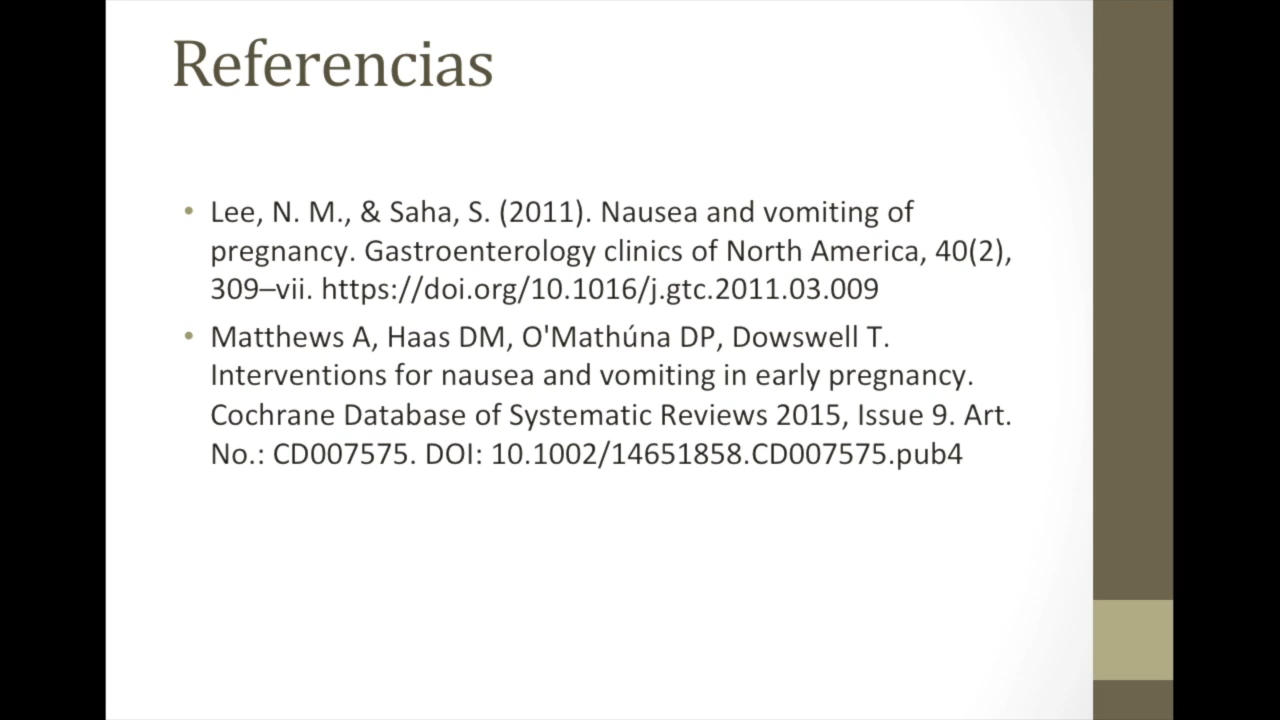 Referencias
• Lee, N. M., & Saha, S. (2011). Nausea and vomiting of
pregnancy. Gastroenterology clinics of North America, 40(2),
309–vii. https://doi.org/10.1016/j.gtc.2011.03.009
• Matthews A, Haas DM, O'Mathúna DP, Dowswell T.
Interventions for nausea and vomiting in early pregnancy.
Cochrane Database of Systematic Reviews 2015, Issue 9. Art.
No.: CD007575. DOI: 10.1002/14651858.CD007575.pub4